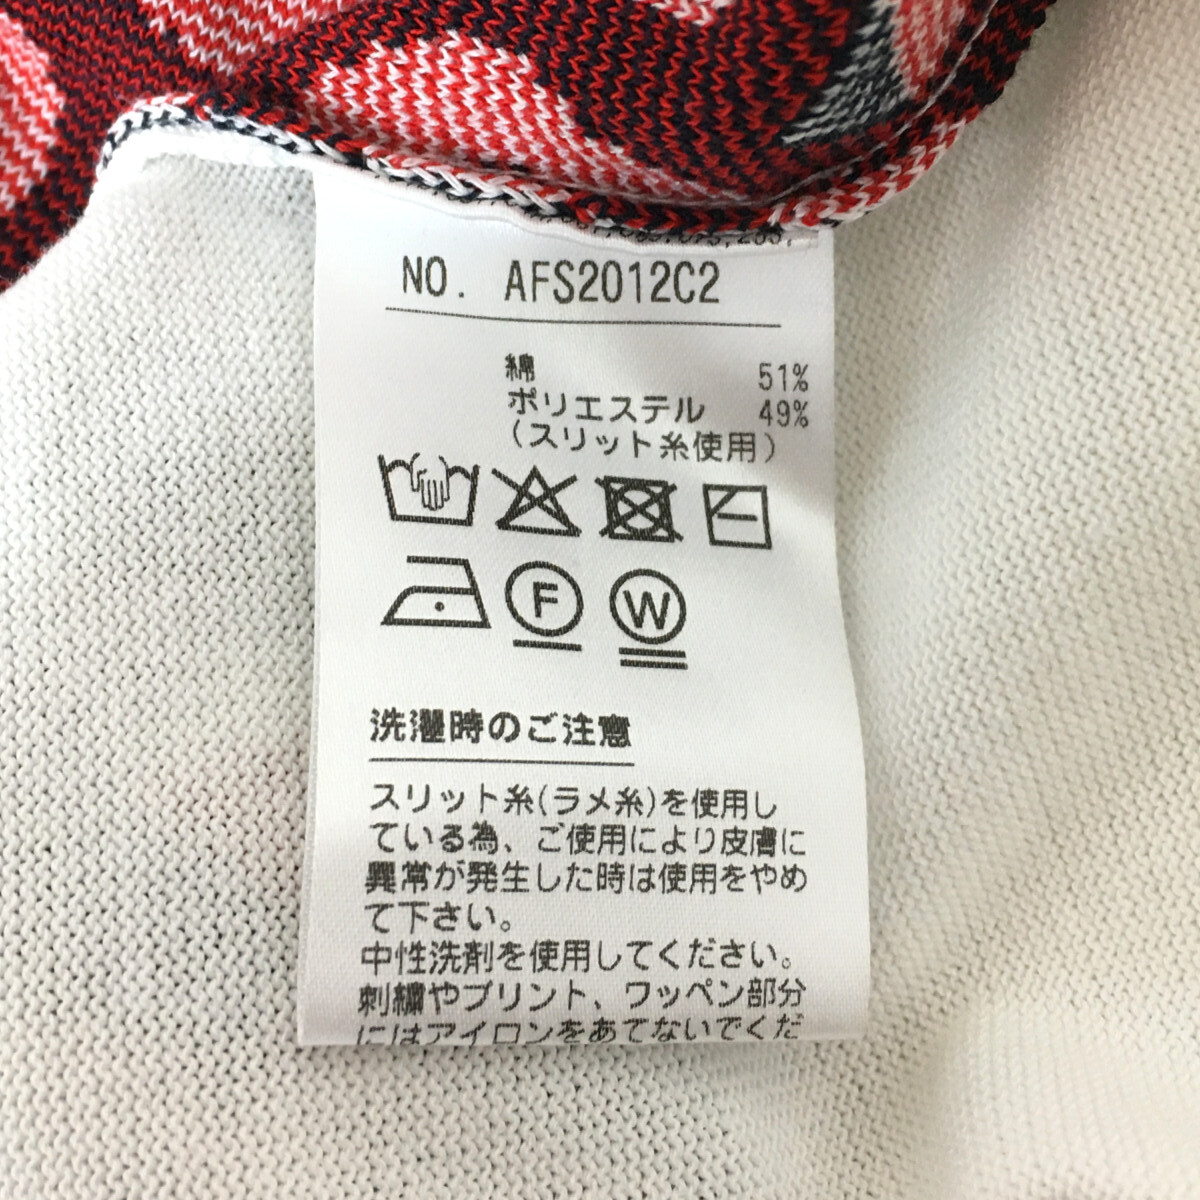 NO. AFS2012C2
綿 51%
ポリエステル 49%
(スリット糸使用)
F W
洗濯時のご注意
スリット糸(ラメ糸)を使用し
ている為、ご使用により皮膚に
異常が発生した時は使用をやめ
て下さい。
中性洗剤を使用してください。
刺繍やプリント、ワッペン部分
にはアイロンをあてないでくだ